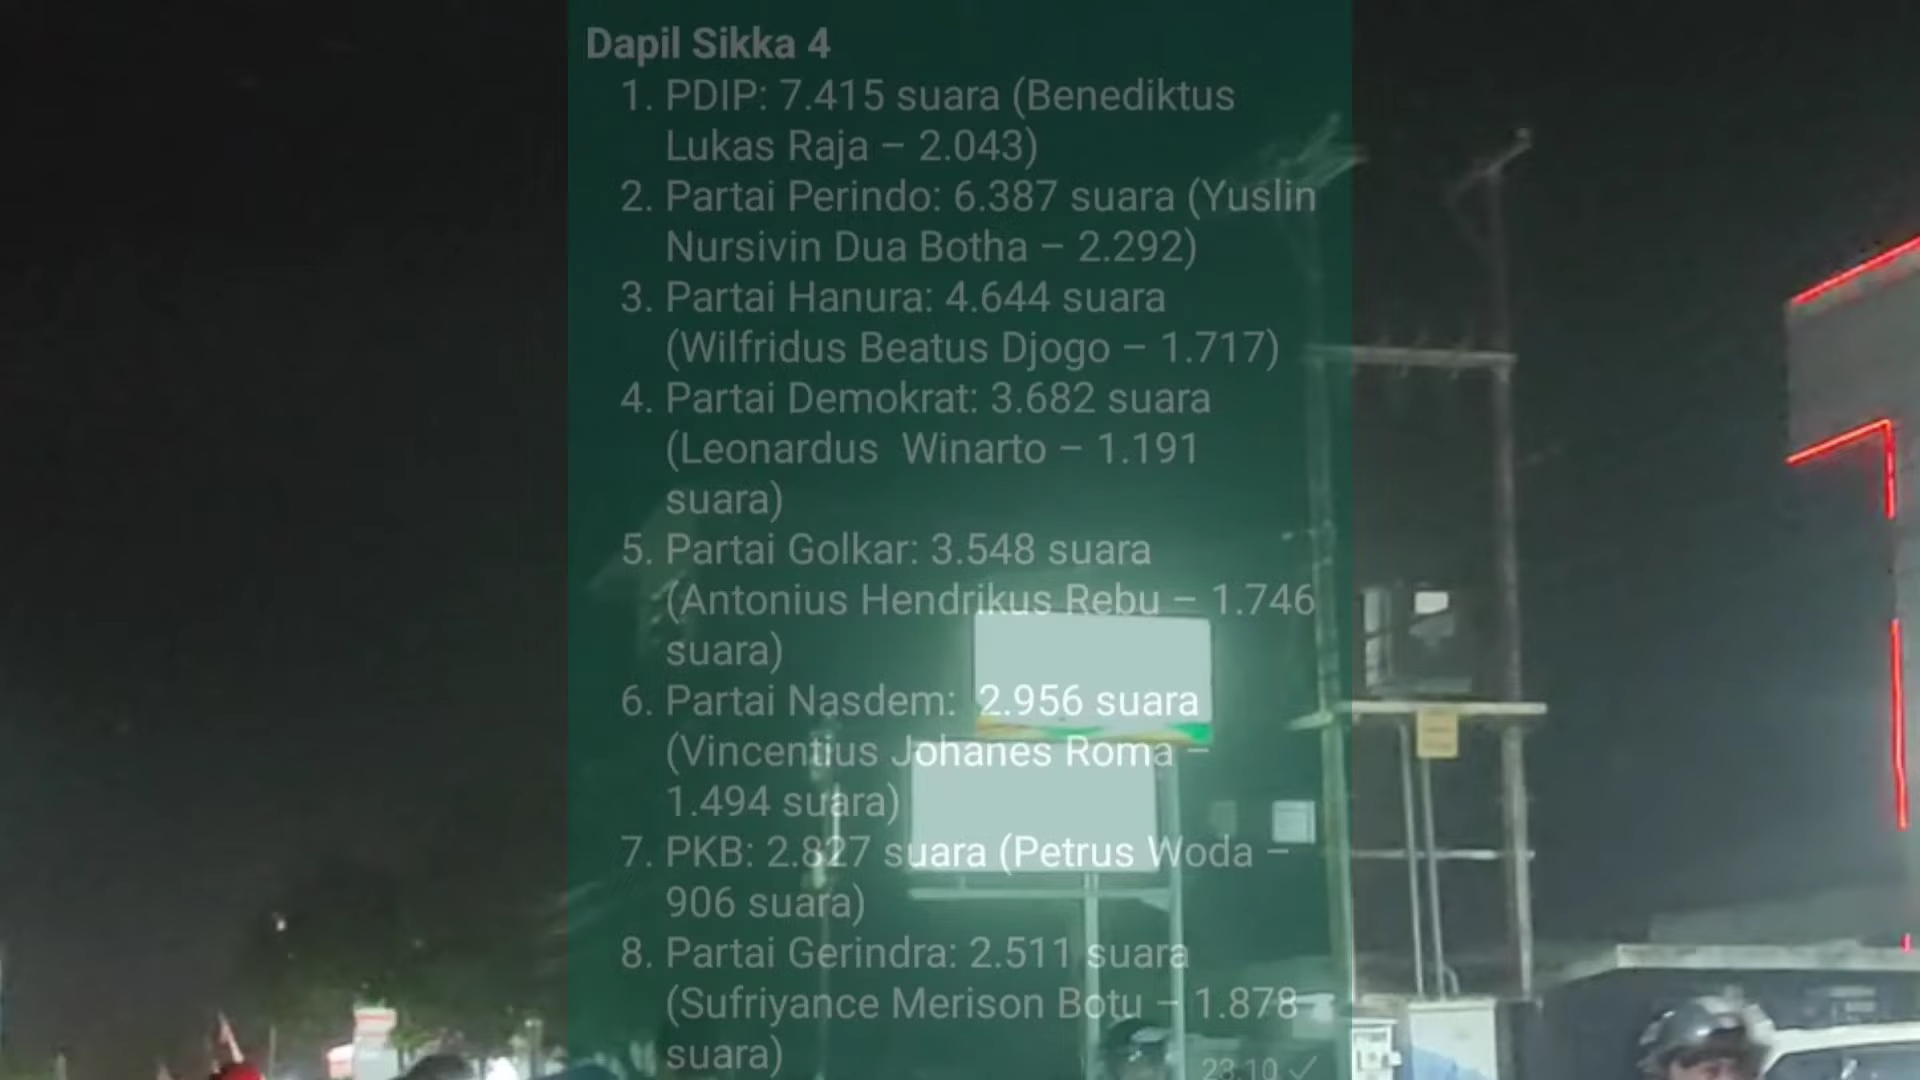 Dapil Sikka 4
1. PDIP: 7.415 suara (Benediktus
Lukas Raja – 2.043)
2. Partai Perindo: 6.387 suara (Yuslin
Nursivin Dua Botha – 2.292)
3. Partai Hanura: 4.644 suara
(Wilfridus Beatus Djogo – 1.717)
4. Partai Demokrat: 3.682 suara
(Leonardus  Winarto – 1.191
suara)
5. Partai Golkar: 3.548 suara
(Antonius Hendrikus Rebu – 1.746
suara)
6. Partai Nasdem:  2.956 suara
(Vincentius Johanes Roma –
1.494 suara)
7. PKB: 2.827 suara (Petrus Woda –
906 suara)
8. Partai Gerindra: 2.511 suara
(Sufriyance Merison Botu – 1.878
suara)
23.10 ✓